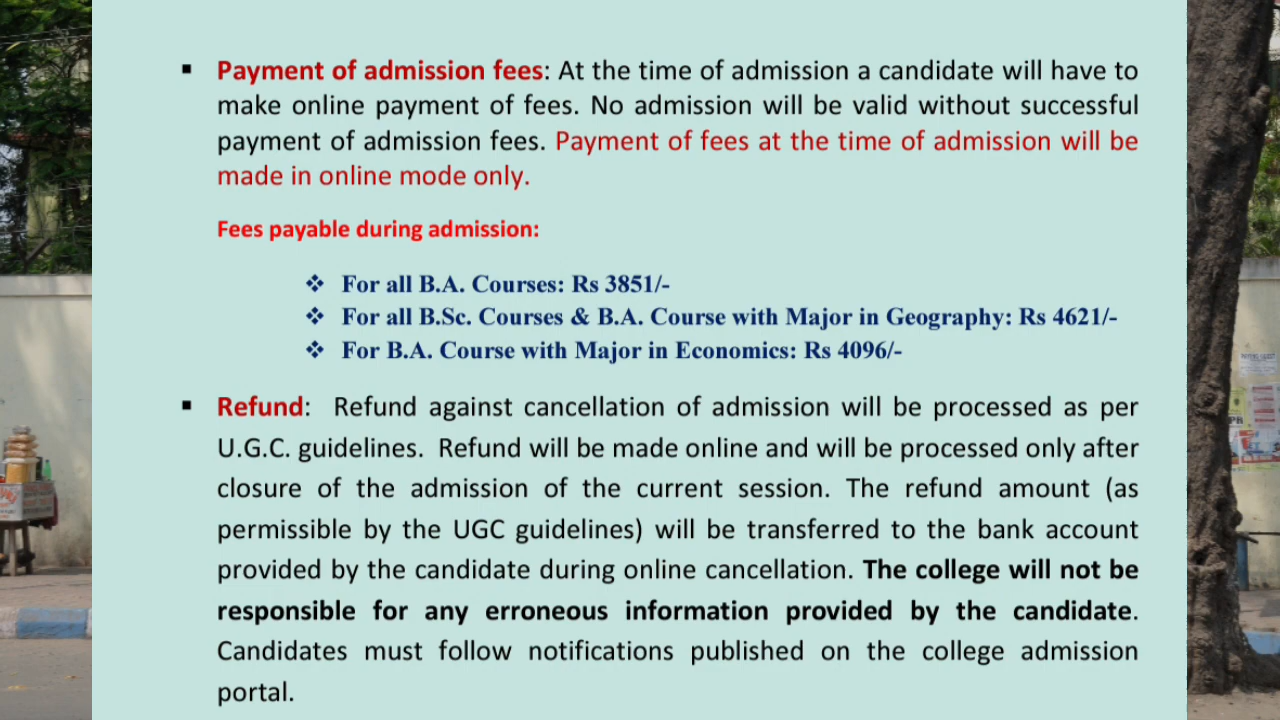 ▪ Payment of admission fees: At the time of admission a candidate will have to
make online payment of fees. No admission will be valid without successful
payment of admission fees. Payment of fees at the time of admission will be
made in online mode only.
Fees payable during admission:
❖ For all B.A. Courses: Rs 3851/-
❖ For all B.Sc. Courses & B.A. Course with Major in Geography: Rs 4621/-
❖ For B.A. Course with Major in Economics: Rs 4096/-
▪ Refund: Refund against cancellation of admission will be processed as per
U.G.C. guidelines. Refund will be made online and will be processed only after
closure of the admission of the current session. The refund amount (as
permissible by the UGC guidelines) will be transferred to the bank account
provided by the candidate during online cancellation. The college will not be
responsible for any erroneous information provided by the candidate.
Candidates must follow notifications published on the college admission
portal.